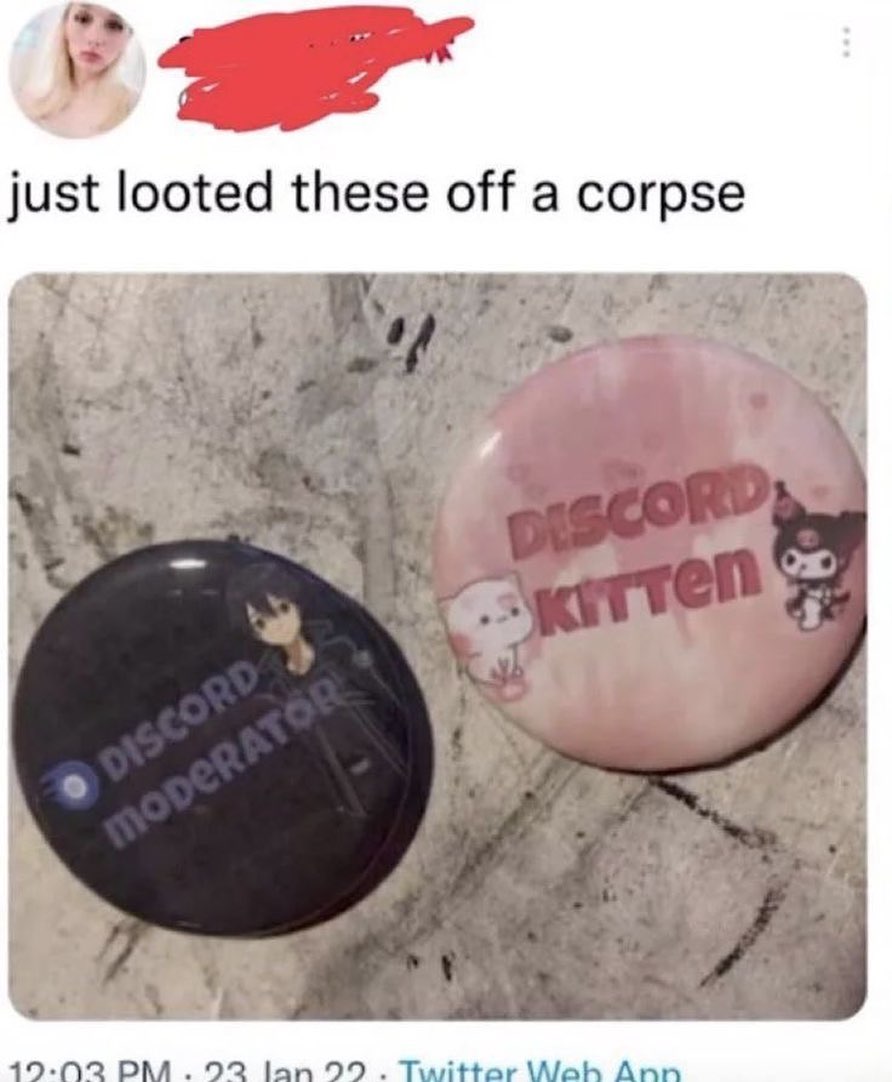 just looted these off a corpse
DISCORD
KITTen
DISCORD
mODeRATOR
12:03 PM · 23 Jan 22 · Twitter Web App